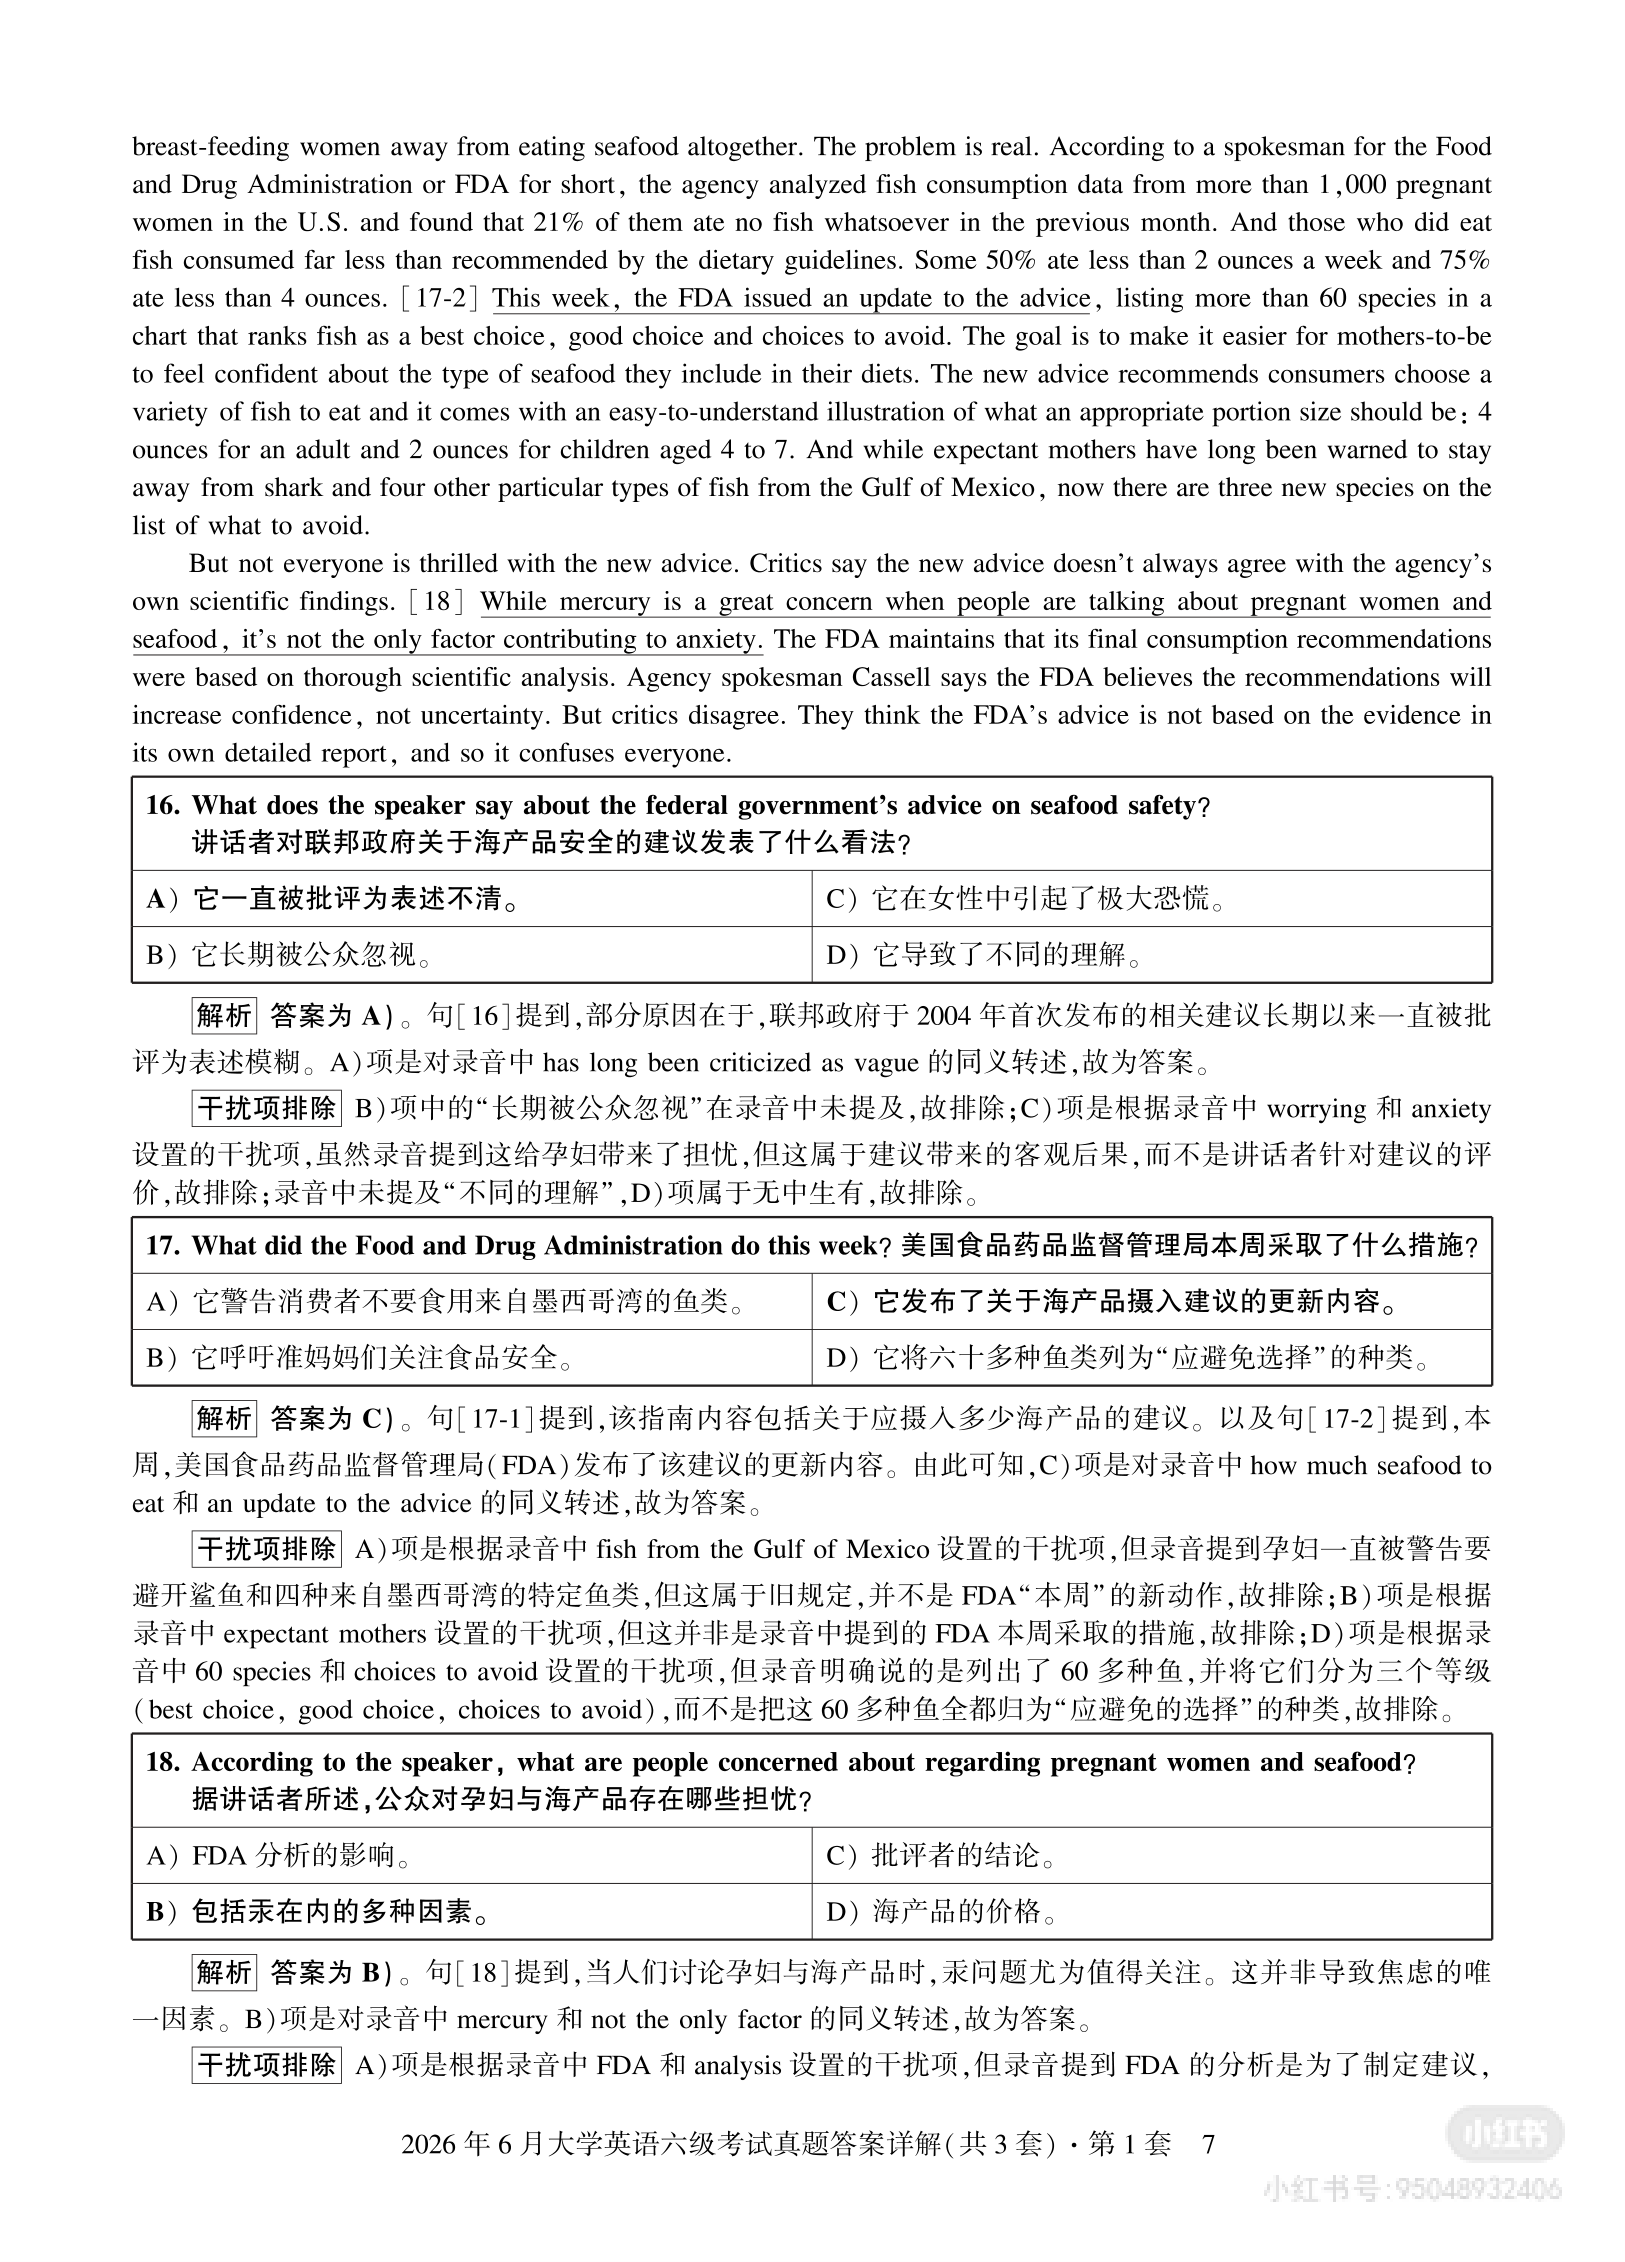 breast-feeding women away from eating seafood altogether. The problem is real. According to a spokesman for the Food
and Drug Administration or FDA for short, the agency analyzed fish consumption data from more than 1,000 pregnant
women in the U.S. and found that 21% of them ate no fish whatsoever in the previous month. And those who did eat
fish consumed far less than recommended by the dietary guidelines. Some 50% ate less than 2 ounces a week and 75%
ate less than 4 ounces. [17-2] This week, the FDA issued an update to the advice, listing more than 60 species in a
chart that ranks fish as a best choice, good choice and choices to avoid. The goal is to make it easier for mothers-to-be
to feel confident about the type of seafood they include in their diets. The new advice recommends consumers choose a
variety of fish to eat and it comes with an easy-to-understand illustration of what an appropriate portion size should be: 4
ounces for an adult and 2 ounces for children aged 4 to 7. And while expectant mothers have long been warned to stay
away from shark and four other particular types of fish from the Gulf of Mexico, now there are three new species on the
list of what to avoid.
But not everyone is thrilled with the new advice. Critics say the new advice doesn't always agree with the agency's
own scientific findings. [18] While mercury is a great concern when people are talking about pregnant women and
seafood, it's not the only factor contributing to anxiety. The FDA maintains that its final consumption recommendations
were based on thorough scientific analysis. Agency spokesman Cassell says the FDA believes the recommendations will
increase confidence, not uncertainty. But critics disagree. They think the FDA's advice is not based on the evidence in
its own detailed report, and so it confuses everyone.
16. What does the speaker say about the federal government's advice on seafood safety?
讲话者对联邦政府关于海产品安全的建议发表了什么看法?
A) 它一直被批评为表述不清。
C) 它在女性中引起了极大恐慌。
B) 它长期被公众忽视。
D) 它导致了不同的理解。
解析 答案为 A)。句[16]提到,部分原因在于,联邦政府于 2004 年首次发布的相关建议长期以来一直被批
评为表述模糊。A)项是对录音中 has long been criticized as vague 的同义转述,故为答案。
干扰项排除 B)项中的“长期被公众忽视”在录音中未提及,故排除;C)项是根据录音中 worrying 和 anxiety
设置的干扰项,虽然录音提到这给孕妇带来了担忧,但这属于建议带来的客观后果,而不是讲话者针对建议的评
价,故排除;录音中未提及“不同的理解”,D)项属于无中生有,故排除。
17. What did the Food and Drug Administration do this week? 美国食品药品监督管理局本周采取了什么措施?
A) 它警告消费者不要食用来自墨西哥湾的鱼类。
C) 它发布了关于海产品摄入建议的更新内容。
B) 它呼吁准妈妈们关注食品安全。
D) 它将六十多种鱼类列为“应避免选择”的种类。
解析 答案为 C)。句[17-1]提到,该指南内容包括关于应摄入多少海产品的建议。以及句[17-2]提到,本
周,美国食品药品监督管理局(FDA)发布了该建议的更新内容。由此可知,C)项是对录音中 how much seafood to
eat 和 an update to the advice 的同义转述,故为答案。
干扰项排除 A)项是根据录音中 fish from the Gulf of Mexico 设置的干扰项,但录音提到孕妇一直被警告要
避开鲨鱼和四种来自墨西哥湾的特定鱼类,但这属于旧规定,并不是 FDA“本周”的新动作,故排除;B)项是根据
录音中 expectant mothers 设置的干扰项,但这并非是录音中提到的 FDA 本周采取的措施,故排除;D)项是根据录
音中 60 species 和 choices to avoid 设置的干扰项,但录音明确说的是列出了 60 多种鱼,并将它们分为三个等级
(best choice, good choice, choices to avoid),而不是把这 60 多种鱼全都归为“应避免的选择”的种类,故排除。
18. According to the speaker, what are people concerned about regarding pregnant women and seafood?
据讲话者所述,公众对孕妇与海产品存在哪些担忧?
A) FDA 分析的影响。
C) 批评者的结论。
B) 包括汞在内的多种因素。
D) 海产品的价格。
解析 答案为 B)。句[18]提到,当人们讨论孕妇与海产品时,汞问题尤为值得关注。这并非导致焦虑的唯
一因素。B)项是对录音中 mercury 和 not the only factor 的同义转述,故为答案。
干扰项排除 A)项是根据录音中 FDA 和 analysis 设置的干扰项,但录音提到 FDA 的分析是为了制定建议,
2026 年 6 月大学英语六级考试真题答案详解(共 3 套)·第 1 套 7
小红书
小红书号:95048932406